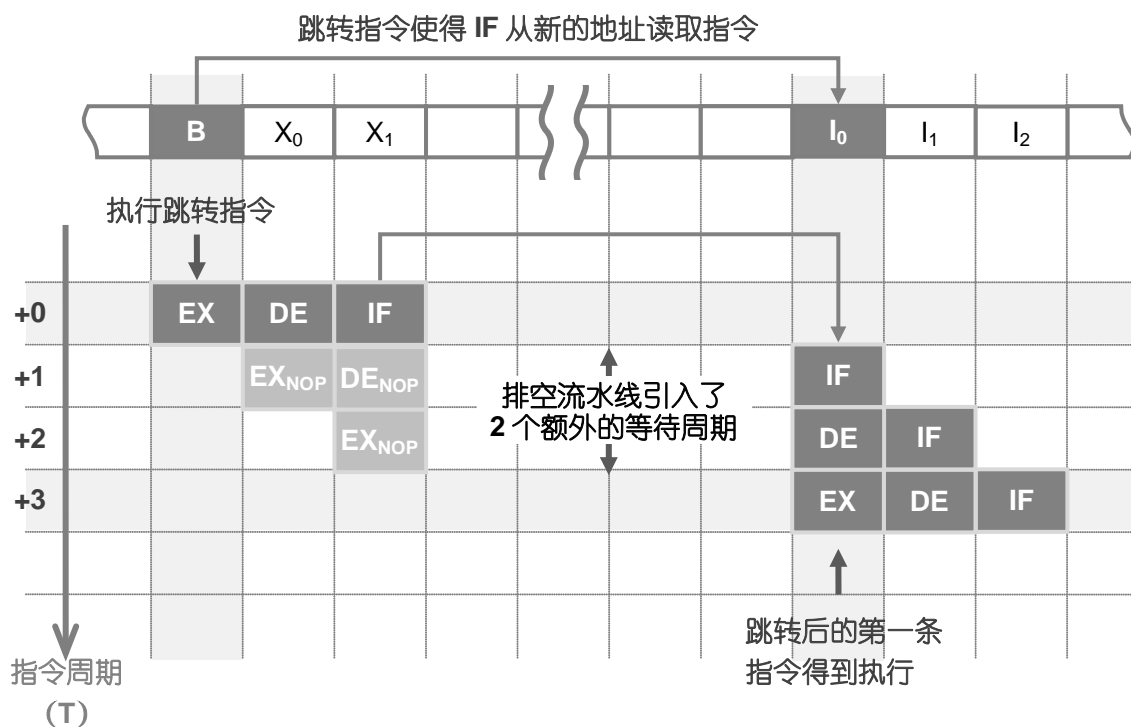 跳转指令使得 IF 从新的地址读取指令
B X₀ X₁ I₀ I₁ I₂
执行跳转指令
+0 EX DE IF
+1 EX_NOP DE_NOP IF
排空流水线引入了
2 个额外的等待周期
+2 EX_NOP DE IF
+3 EX DE IF
跳转后的第一条
指令得到执行
指令周期
(T)